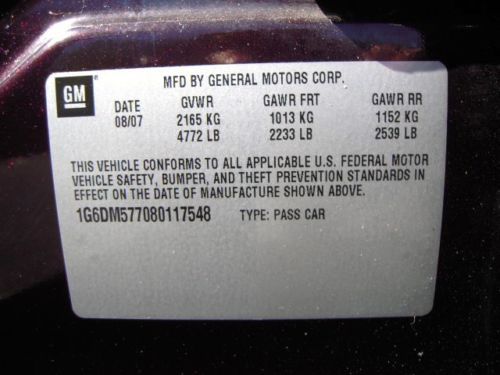 GM
MFD BY GENERAL MOTORS CORP.
DATE GVWR GAWR FRT GAWR RR
08/07 2165 KG 1013 KG 1152 KG
4772 LB 2233 LB 2539 LB
THIS VEHICLE CONFORMS TO ALL APPLICABLE U.S. FEDERAL MOTOR
VEHICLE SAFETY, BUMPER, AND THEFT PREVENTION STANDARDS IN
EFFECT ON THE DATE OF MANUFACTURE SHOWN ABOVE.
1G6DM577080117548 TYPE: PASS CAR